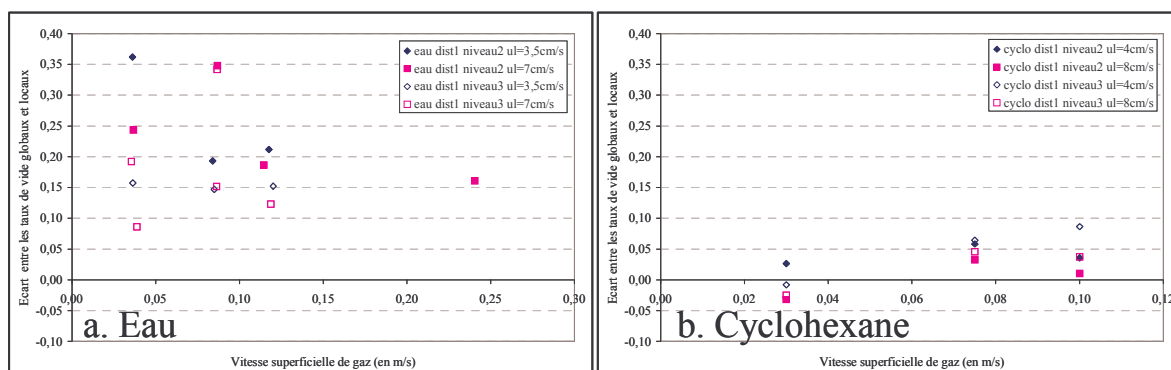 Ecart entre les taux de vide globaux et locaux
0,40
0,35
0,30
0,25
0,20
0,15
0,10
0,05
0,00
-0,05
-0,10
0,00 0,05 0,10 0,15 0,20 0,25 0,30
eau dist1 niveau2 ul=3,5cm/s
eau dist1 niveau2 ul=7cm/s
eau dist1 niveau3 ul=3,5cm/s
eau dist1 niveau3 ul=7cm/s
a. Eau
Vitesse superficielle de gaz (en m/s)
Ecart entre les taux de vide globaux et locaux
0,40
0,35
0,30
0,25
0,20
0,15
0,10
0,05
0,00
-0,05
-0,10
0,00 0,02 0,04 0,06 0,08 0,10 0,12
cyclo dist1 niveau2 ul=4cm/s
cyclo dist1 niveau2 ul=8cm/s
cyclo dist1 niveau3 ul=4cm/s
cyclo dist1 niveau3 ul=8cm/s
b. Cyclohexane
Vitesse superficielle de gaz (en m/s)